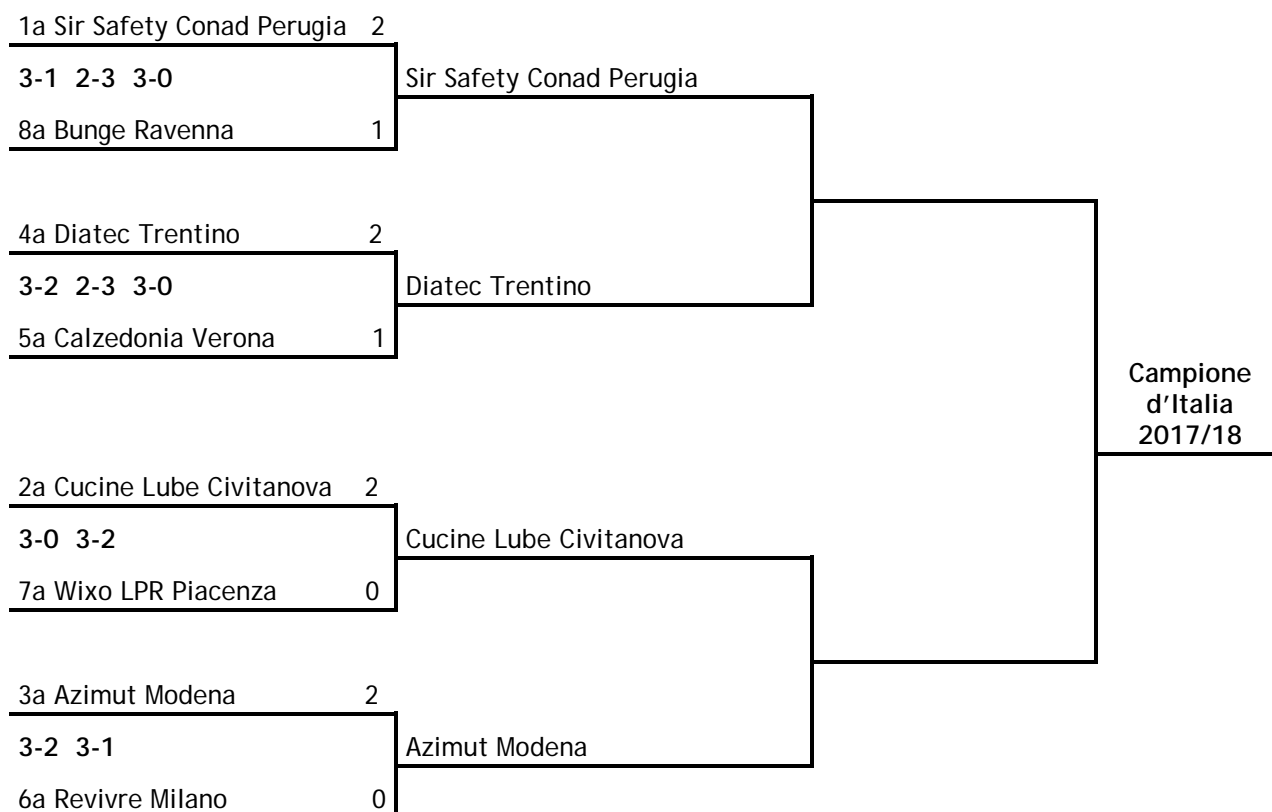 1a Sir Safety Conad Perugia 2
3-1 2-3 3-0
8a Bunge Ravenna 1
Sir Safety Conad Perugia
4a Diatec Trentino 2
3-2 2-3 3-0
5a Calzedonia Verona 1
Diatec Trentino
2a Cucine Lube Civitanova 2
3-0 3-2
7a Wixo LPR Piacenza 0
Cucine Lube Civitanova
3a Azimut Modena 2
3-2 3-1
6a Revivre Milano 0
Azimut Modena
Campione
d'Italia
2017/18